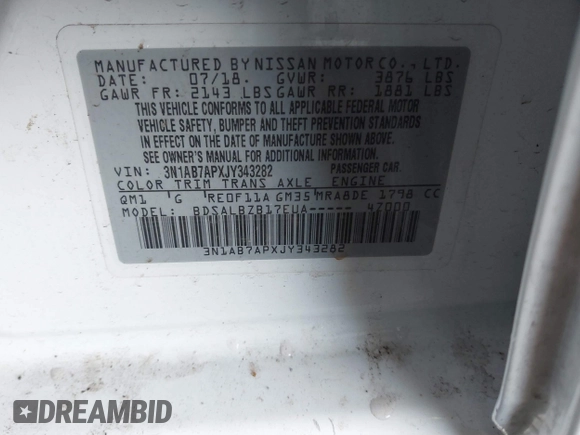 MANUFACTURED BY NISSAN MOTOR CO., LTD.
DATE: 07/18. GVWR: 3876 LBS
GAWR FR: 2143 LBS GAWR RR: 1881 LBS
THIS VEHICLE CONFORMS TO ALL APPLICABLE FEDERAL MOTOR
VEHICLE SAFETY, BUMPER AND THEFT PREVENTION STANDARDS
IN EFFECT ON THE DATE OF MANUFACTURE SHOWN ABOVE.
SEE OWNER'S MANUAL FOR ADDITIONAL INFORMATION.
VIN: 3N1AB7APXJY343282 PASSENGER CAR.
COLOR TRIM TRANS AXLE ENGINE
QM1 G RE0F11A GM35 MRA8DE 1798 CC
MODEL: BDSALBZB17EUA----- 47000
3N1AB7APXJY343282
DREAMBID